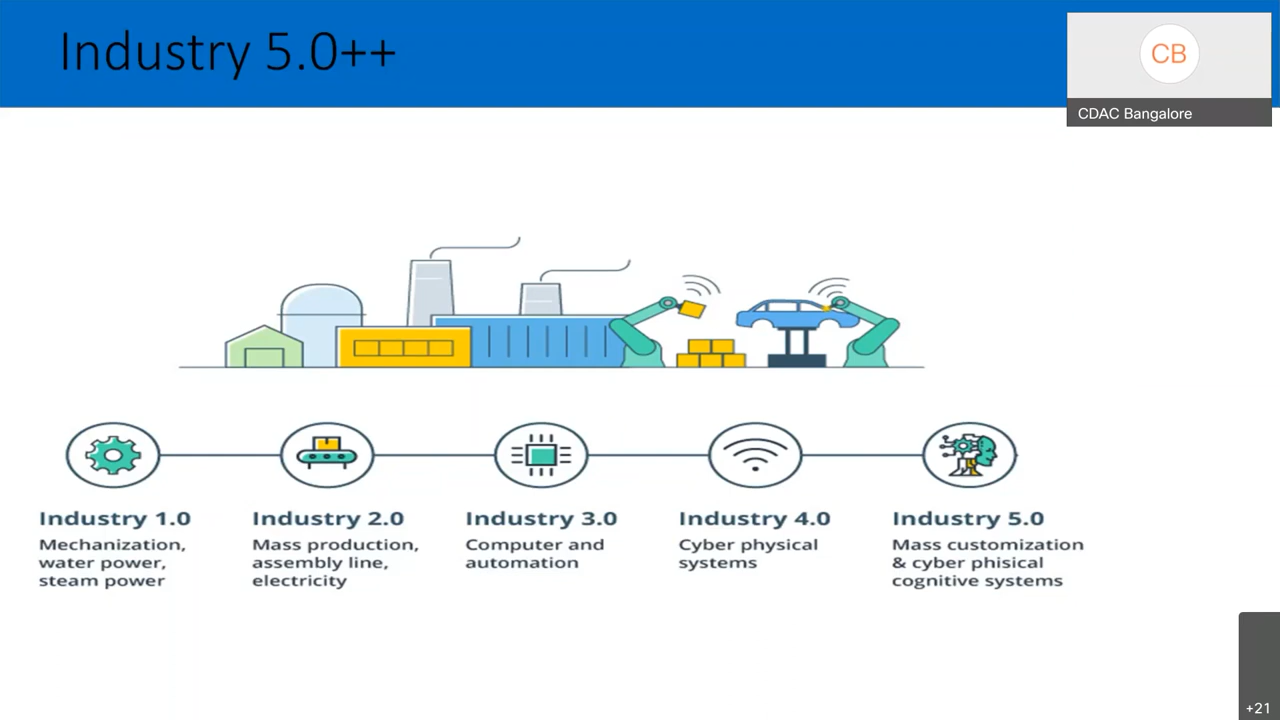 Industry 5.0++
CB
CDAC Bangalore
Industry 1.0
Mechanization,
water power,
steam power
Industry 2.0
Mass production,
assembly line,
electricity
Industry 3.0
Computer and
automation
Industry 4.0
Cyber physical
systems
Industry 5.0
Mass customization
& cyber phisical
cognitive systems
+21